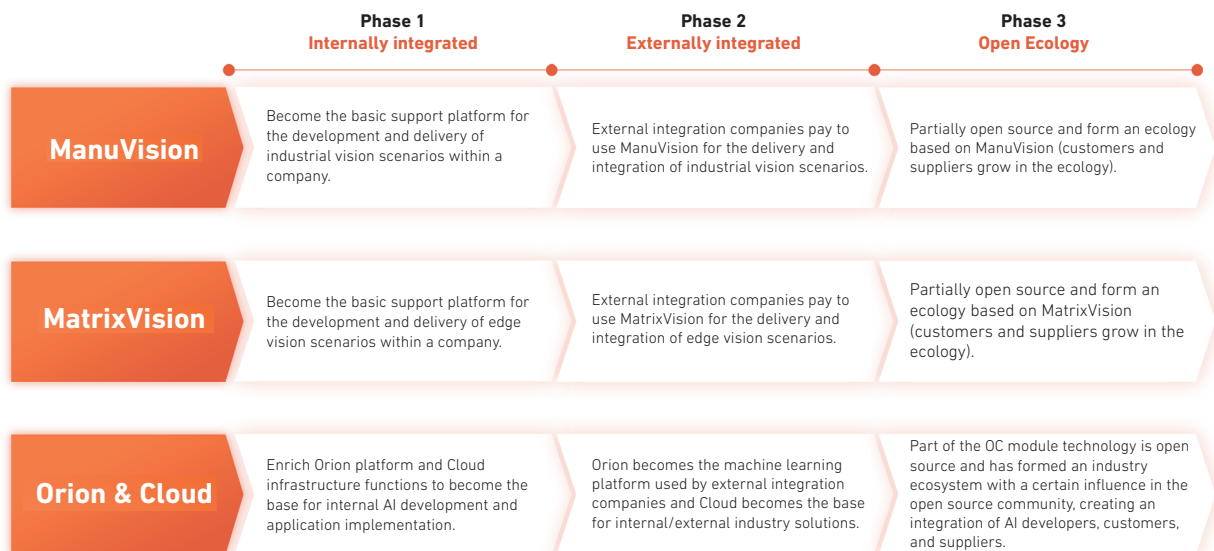 Phase 1
Internally integrated
Phase 2
Externally integrated
Phase 3
Open Ecology
ManuVision
Become the basic support platform for
the development and delivery of
industrial vision scenarios within a
company.
External integration companies pay to
use ManuVision for the delivery and
integration of industrial vision scenarios.
Partially open source and form an ecology
based on ManuVision (customers and
suppliers grow in the ecology).
MatrixVision
Become the basic support platform for
the development and delivery of edge
vision scenarios within a company.
External integration companies pay to
use MatrixVision for the delivery and
integration of edge vision scenarios.
Partially open source and form an
ecology based on MatrixVision
(customers and suppliers grow in the
ecology).
Orion & Cloud
Enrich Orion platform and Cloud
infrastructure functions to become the
base for internal AI development and
application implementation.
Orion becomes the machine learning
platform used by external integration
companies and Cloud becomes the base
for internal/external industry solutions.
Part of the OC module technology is open
source and has formed an industry
ecosystem with a certain influence in the
open source community, creating an
integration of AI developers, customers,
and suppliers.